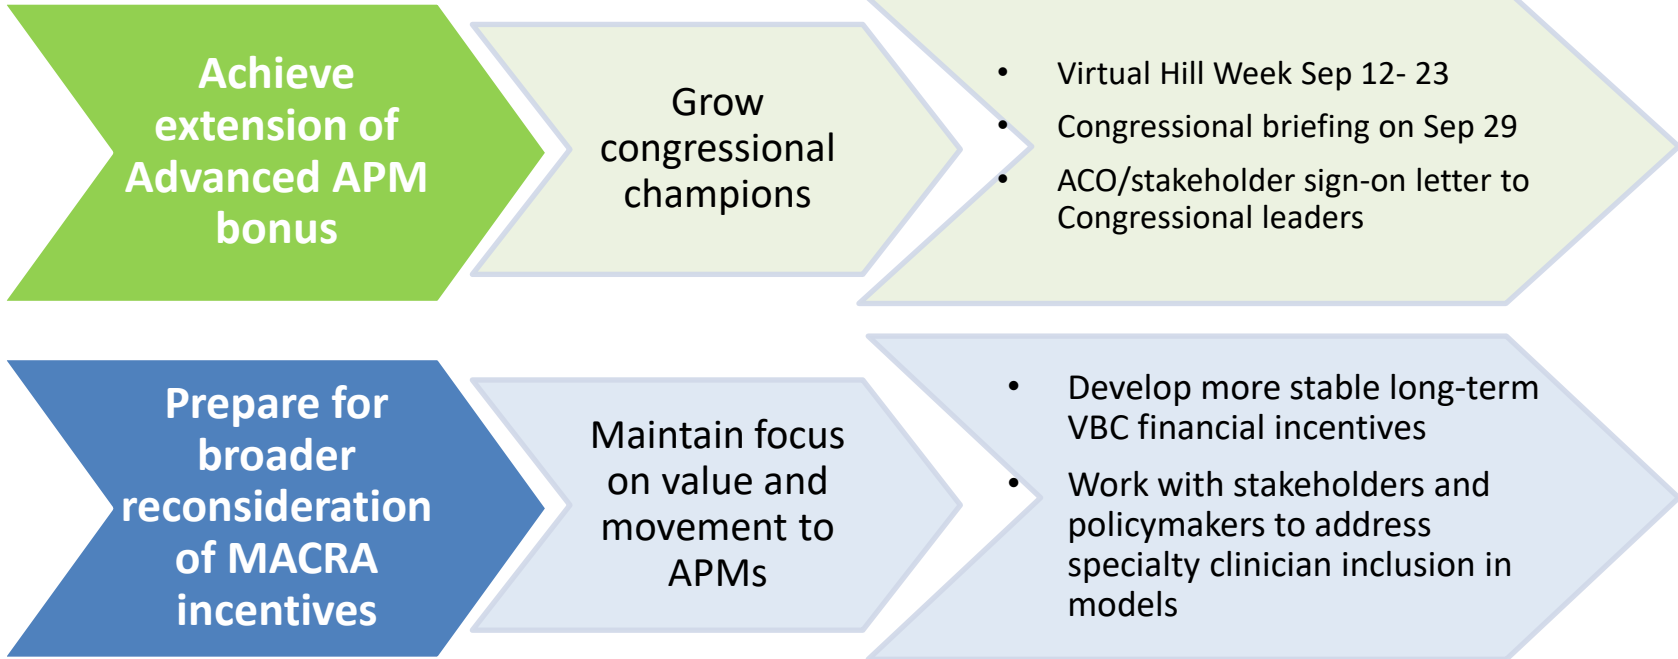 Achieve
extension of
Advanced APM
bonus
Grow
congressional
champions
• Virtual Hill Week Sep 12- 23
• Congressional briefing on Sep 29
• ACO/stakeholder sign-on letter to
Congressional leaders
Prepare for
broader
reconsideration
of MACRA
incentives
Maintain focus
on value and
movement to
APMs
• Develop more stable long-term
VBC financial incentives
• Work with stakeholders and
policymakers to address
specialty clinician inclusion in
models